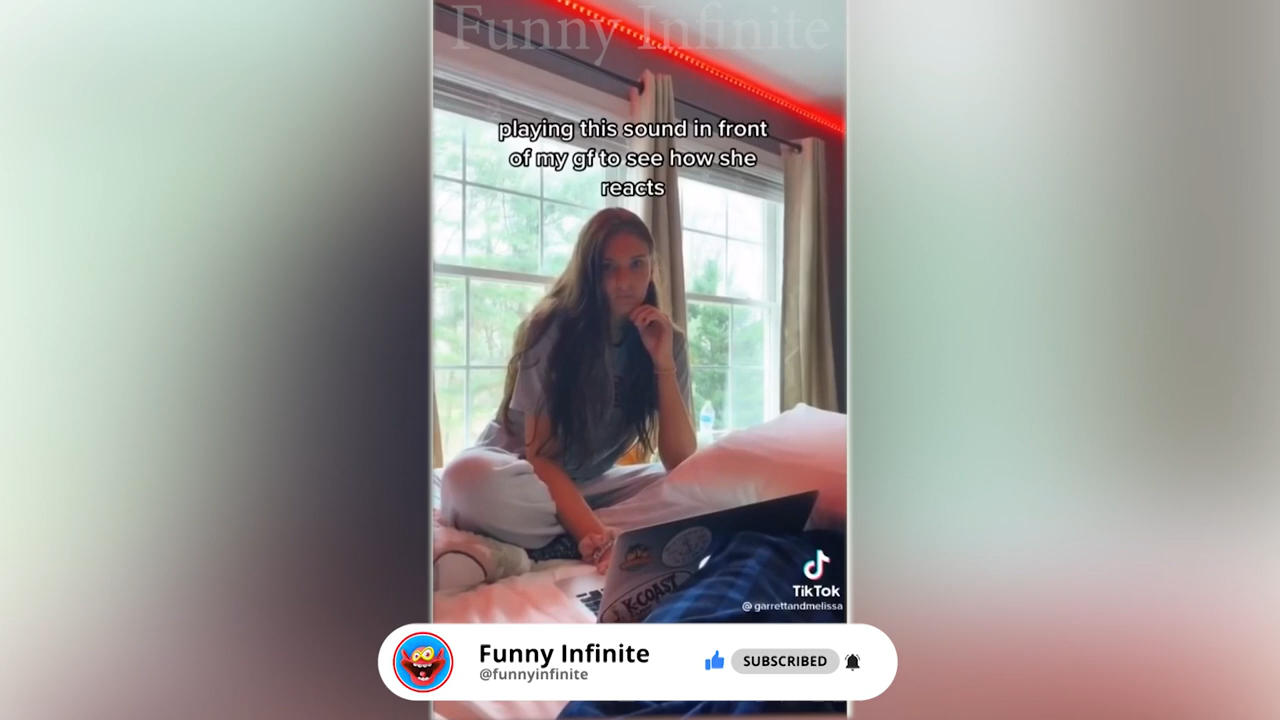 Funny Infinite
playing this sound in front
of my gf to see how she
reacts
K-COAST
TikTok
@garrettandmelissa
Funny Infinite
@funnyinfinite
SUBSCRIBED